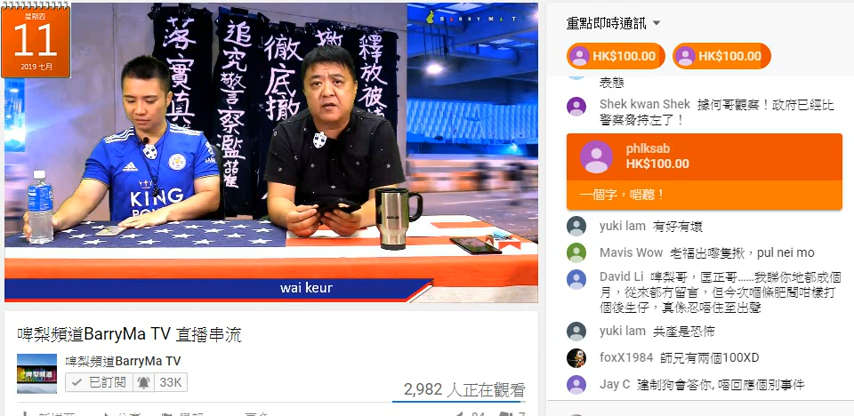 星期四
11
2019 七月
BARRYMA T
落實真
追究警察濫
徹底撤
撤
釋放被
KING
wai keur
啤梨頻道BarryMa TV 直播串流
啤梨頻道BarryMa TV
已訂閱
33K
2,982 人正在觀看
重點即時通訊
HK$100.00
HK$100.00
表態
Shek kwan Shek 據何哥觀察！政府已經比
警察脅持左了！
phlksab
HK$100.00
一個字，啱聽！
yuki lam 有好有壞
Mavis Wow 老福出嚟隻揪，pul nei mo
David Li 啤梨哥，匡正哥……我睇你地都成個
月，從來都冇留言，但今次嗰條肥閪咁樣打
個後生仔，真係忍唔住至出聲
yuki lam 共產是恐怖
foxX1984 師兄有兩個100XD
Jay C 建制狗會答你, 唔回應個別事件